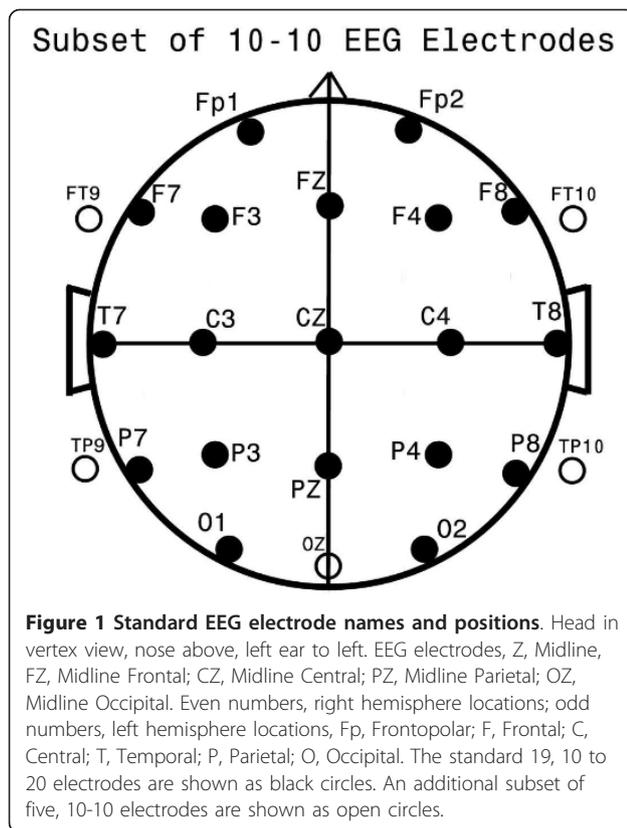 Subset of 10-10 EEG Electrodes
Fp1 Fp2
FT9 F7 F3 FZ F4 F8 FT10
T7 C3 CZ C4 T8
TP9 P7 P3 PZ P4 P8 TP10
O1 OZ O2
Figure 1 Standard EEG electrode names and positions. Head in
vertex view, nose above, left ear to left. EEG electrodes, Z, Midline,
FZ, Midline Frontal; CZ, Midline Central; PZ, Midline Parietal; OZ,
Midline Occipital. Even numbers, right hemisphere locations; odd
numbers, left hemisphere locations, Fp, Frontopolar; F, Frontal; C,
Central; T, Temporal; P, Parietal; O, Occipital. The standard 19, 10 to
20 electrodes are shown as black circles. An additional subset of
five, 10-10 electrodes are shown as open circles.